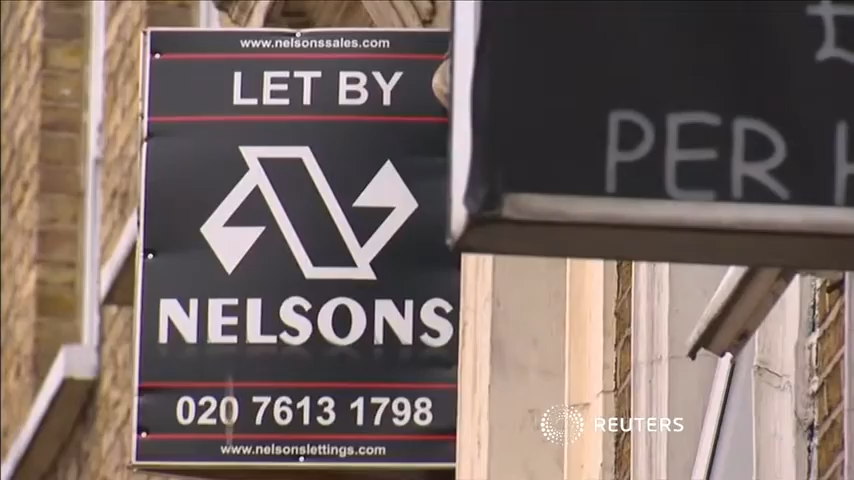 www.nelsonssales.com
LET BY
NELSONS
020 7613 1798
www.nelsonslettings.com
£
PER
REUTERS